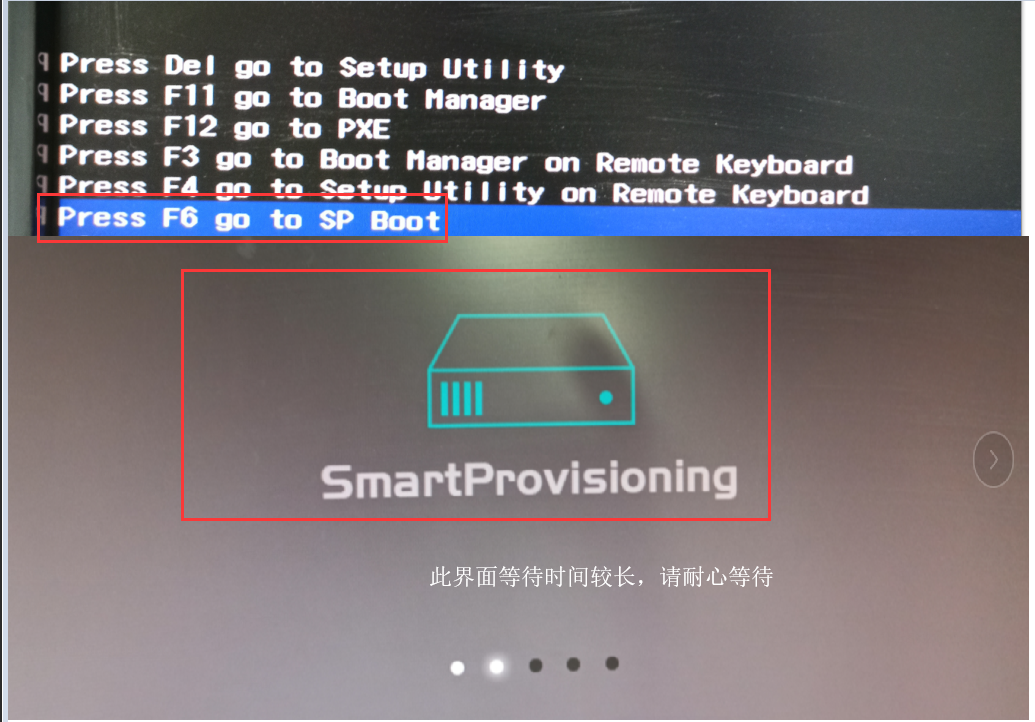 Press Del go to Setup Utility
Press F11 go to Boot Manager
Press F12 go to PXE
Press F3 go to Boot Manager on Remote Keyboard
Press F4 go to Setup Utility on Remote Keyboard
Press F6 go to SP Boot
SmartProvisioning
此界面等待时间较长，请耐心等待